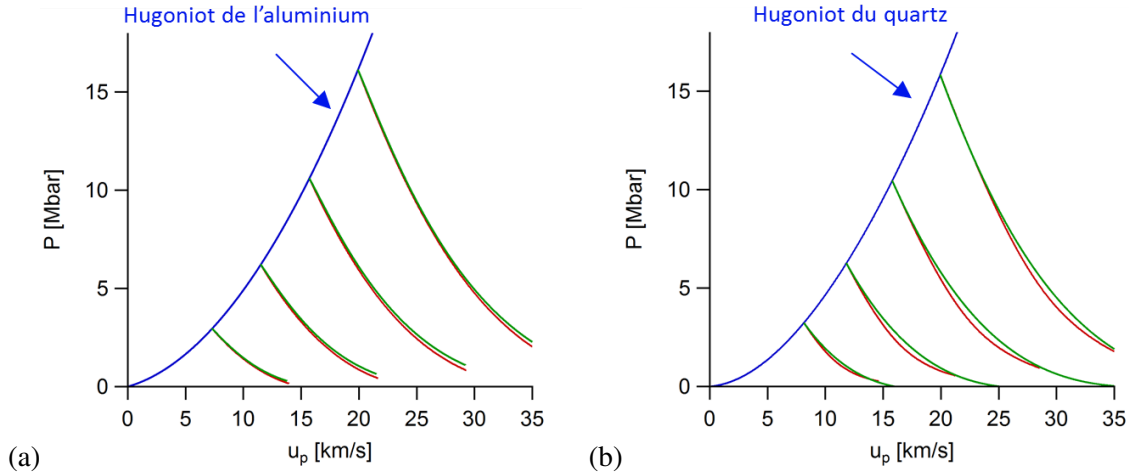 Hugoniot de l’aluminium
15
10
5
0
P [Mbar]
0 5 10 15 20 25 30 35
u_p [km/s]
(a)
Hugoniot du quartz
15
10
5
0
P [Mbar]
0 5 10 15 20 25 30 35
u_p [km/s]
(b)